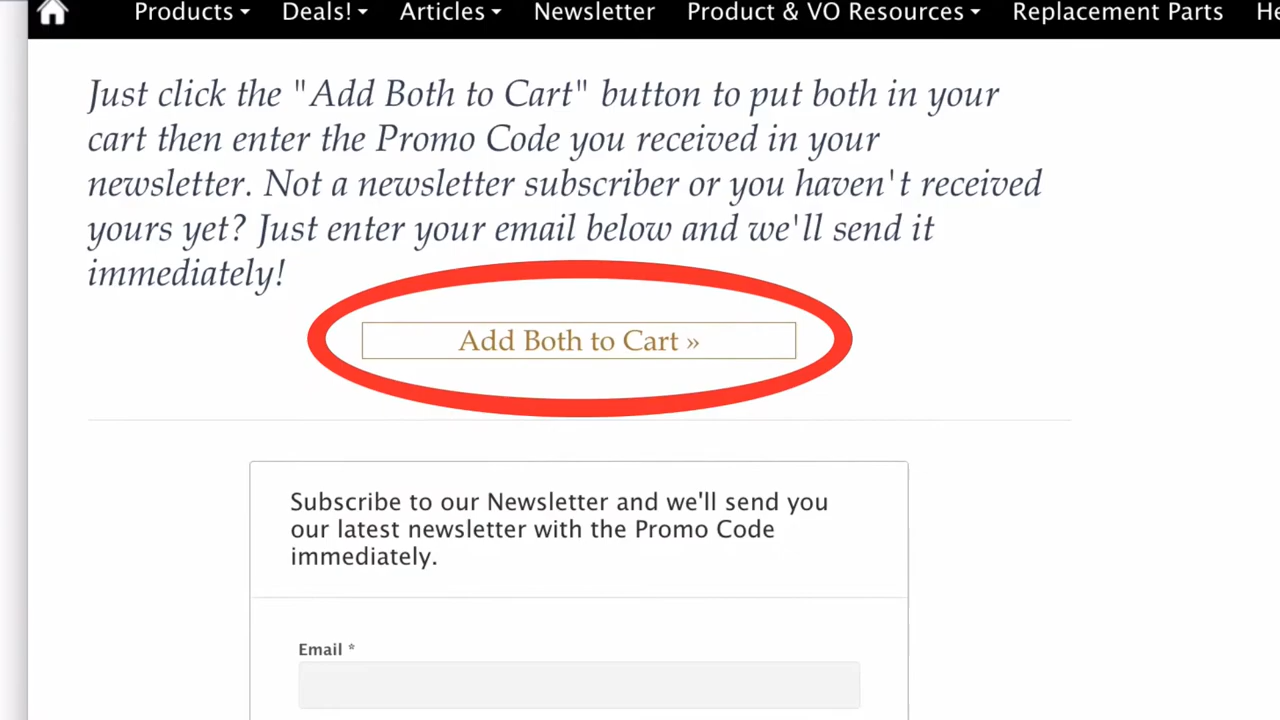 Products Deals! Articles Newsletter Product & VO Resources Replacement Parts
Just click the "Add Both to Cart" button to put both in your
cart then enter the Promo Code you received in your
newsletter. Not a newsletter subscriber or you haven't received
yours yet? Just enter your email below and we'll send it
immediately!
Add Both to Cart »
Subscribe to our Newsletter and we'll send you
our latest newsletter with the Promo Code
immediately.
Email *